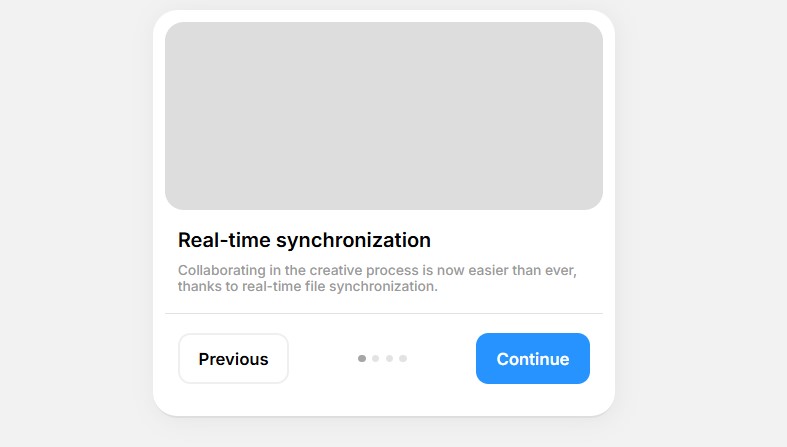 Real-time synchronization
Collaborating in the creative process is now easier than ever,
thanks to real-time file synchronization.
Previous
Continue